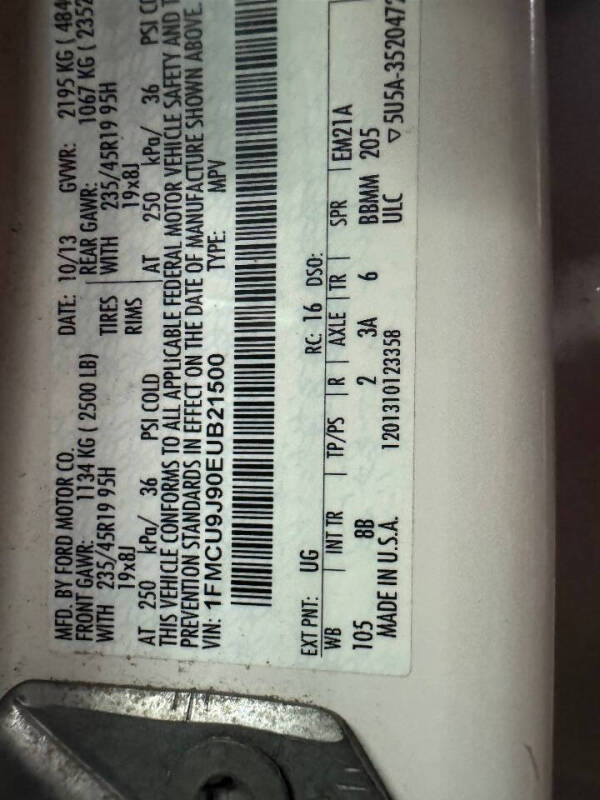 MFD. BY FORD MOTOR CO. DATE: 10/13 GVWR: 2195 KG ( 484
FRONT GAWR: 1134 KG ( 2500 LB) REAR GAWR: 1067 KG ( 2352
WITH 235/45R19 95H TIRES WITH 235/45R19 95H
19x8J RIMS 19x8J
AT 250 kPa/ 36 PSI COLD AT 250 kPa/ 36 PSI CO
THIS VEHICLE CONFORMS TO ALL APPLICABLE FEDERAL MOTOR VEHICLE SAFETY AND T
PREVENTION STANDARDS IN EFFECT ON THE DATE OF MANUFACTURE SHOWN ABOVE.
VIN: 1FMCU9J90EUB21500 TYPE: MPV
EXT PNT: UG RC: 16 DSO:
WB INT TR TP/PS R AXLE TR SPR EM21A
105 8B 2 3A 6 BBMM 205
MADE IN U.S.A. 1201310123358 ULC ▽5U5A-3520472